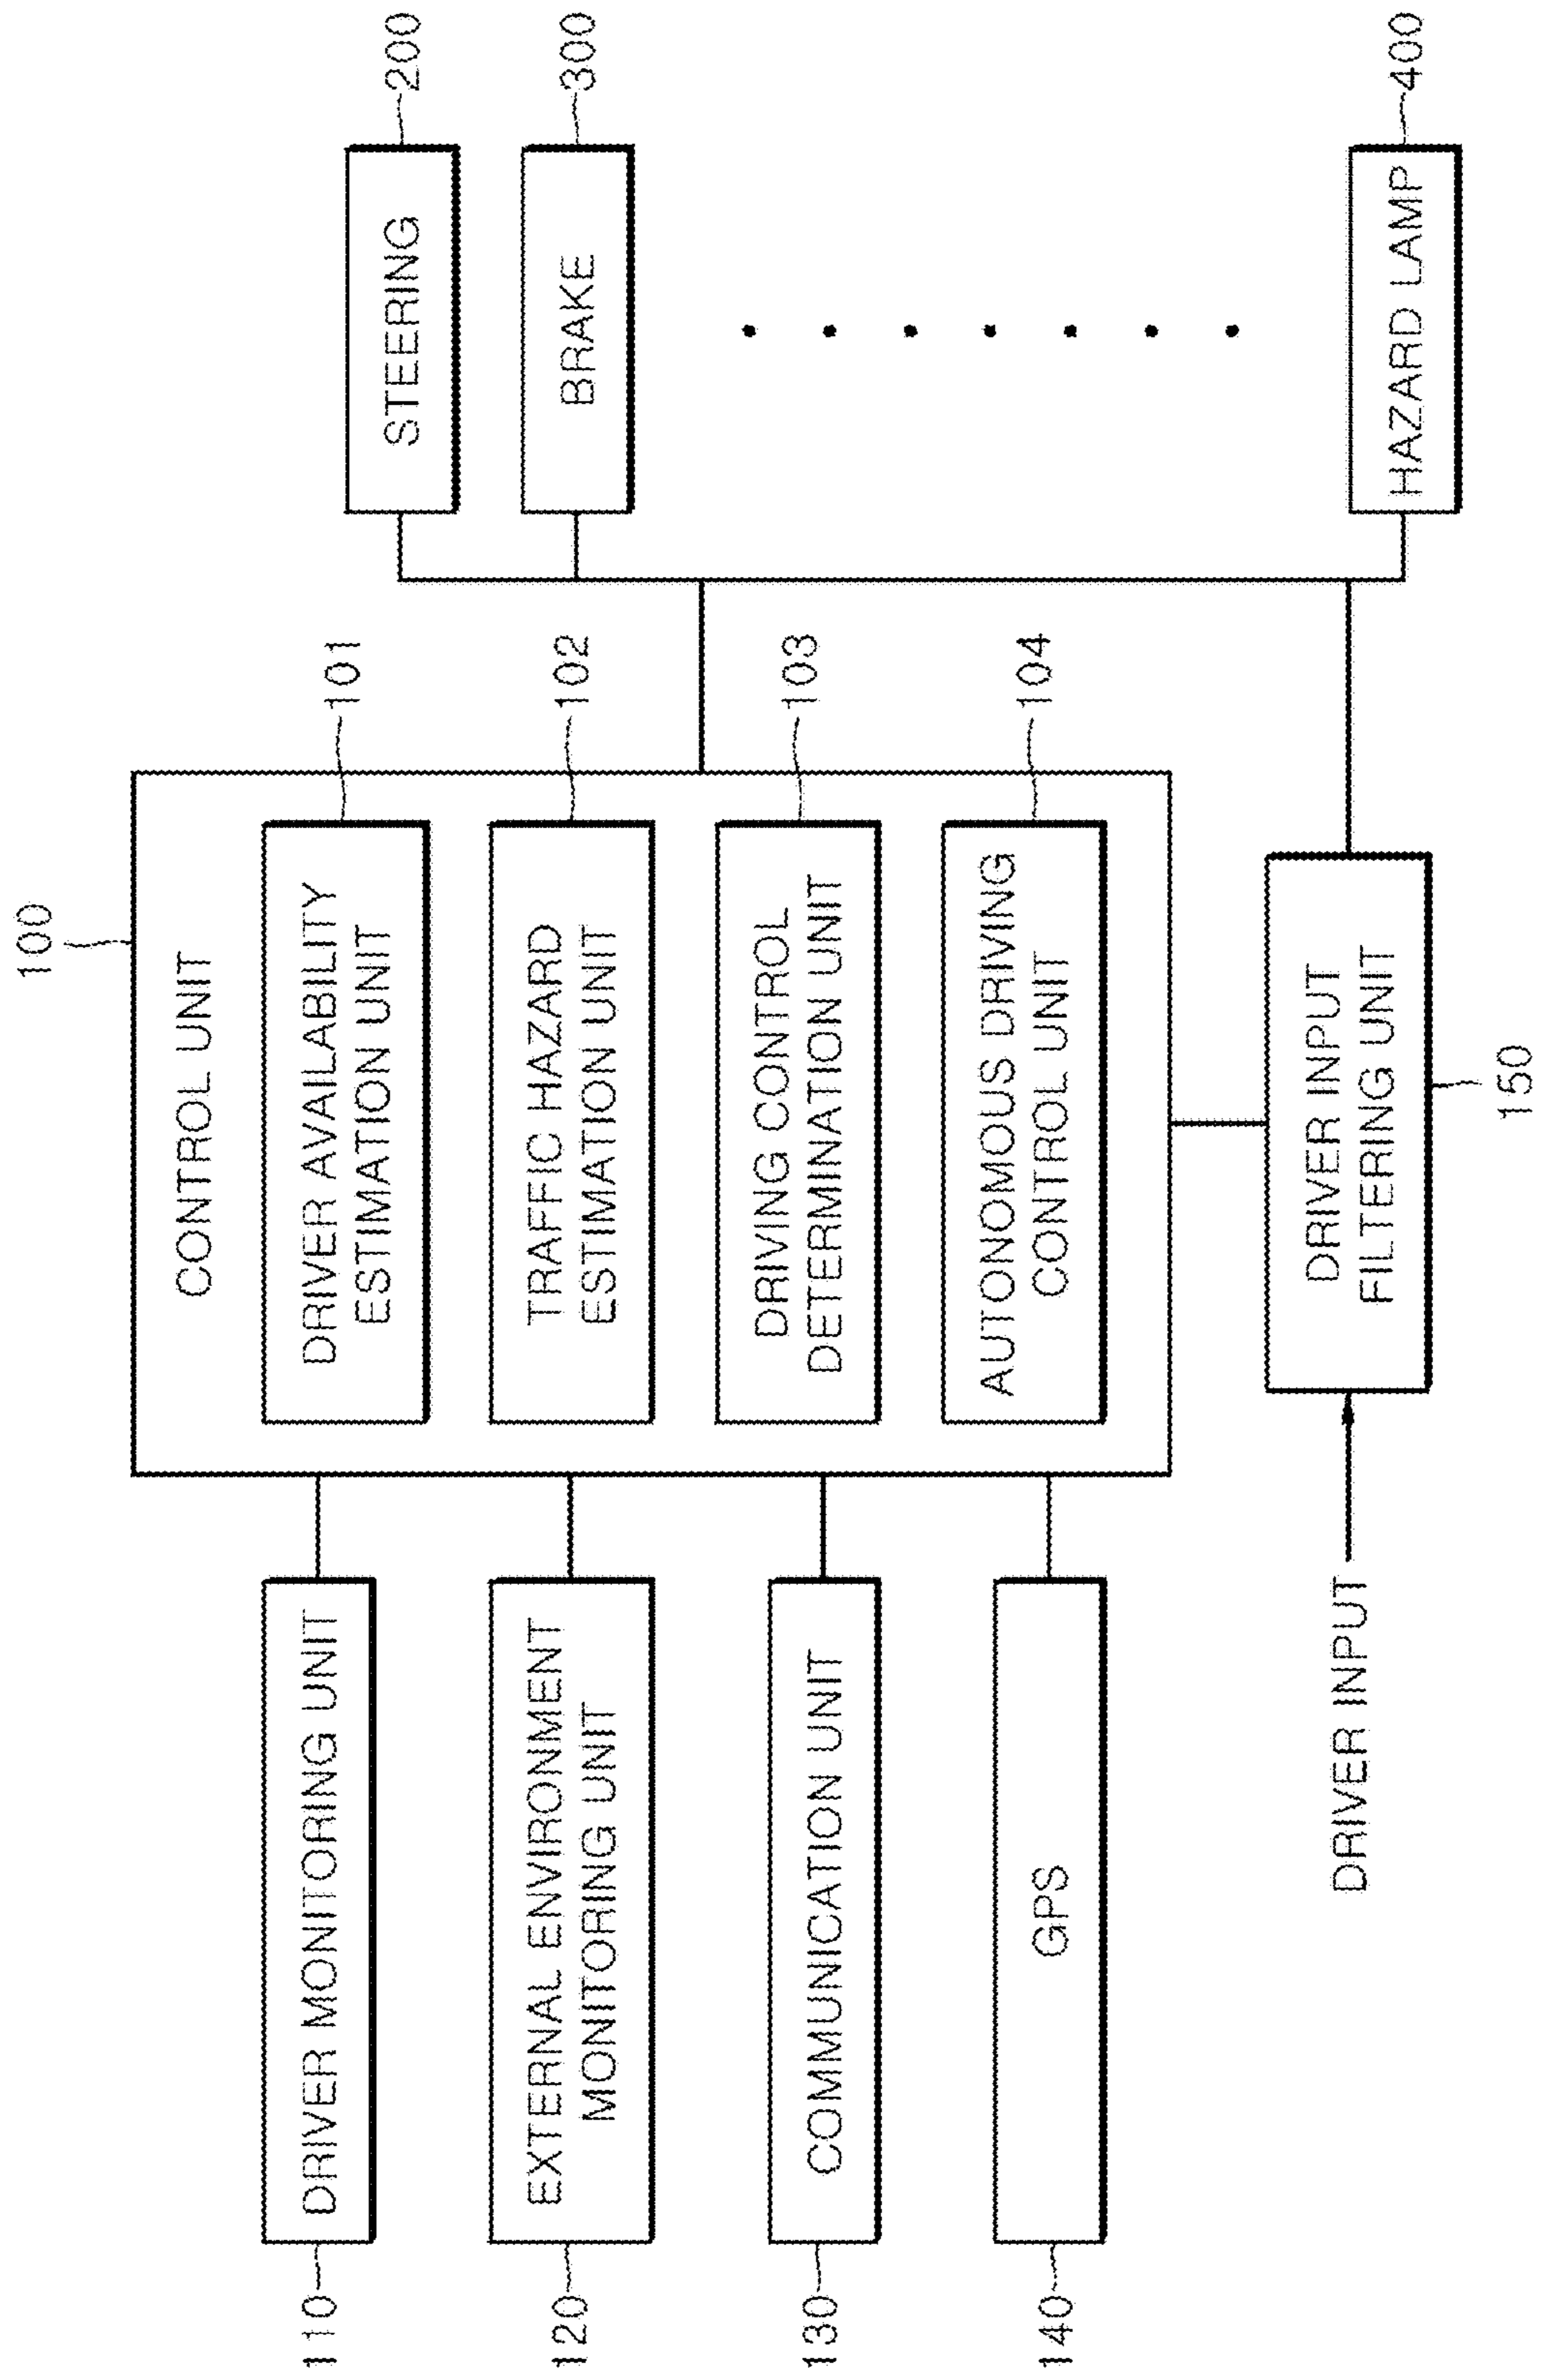 100
CONTROL UNIT
110
DRIVER MONITORING UNIT
DRIVER AVAILABILITY
ESTIMATION UNIT
101
STEERING
200
120
EXTERNAL ENVIRONMENT
MONITORING UNIT
TRAFFIC HAZARD
ESTIMATION UNIT
102
BRAKE
300
130
COMMUNICATION UNIT
DRIVING CONTROL
DETERMINATION UNIT
103
140
GPS
AUTONOMOUS DRIVING
CONTROL UNIT
104
DRIVER INPUT
DRIVER INPUT
FILTERING UNIT
150
HAZARD LAMP
400